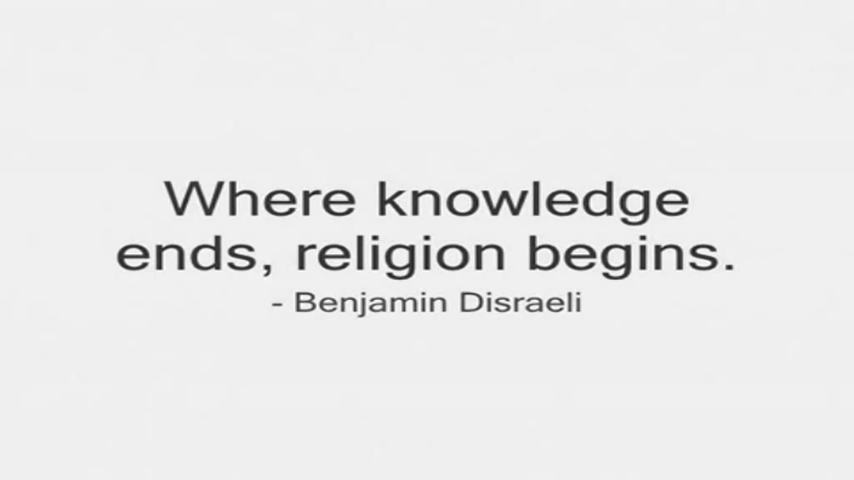 Where knowledge
ends, religion begins.
- Benjamin Disraeli